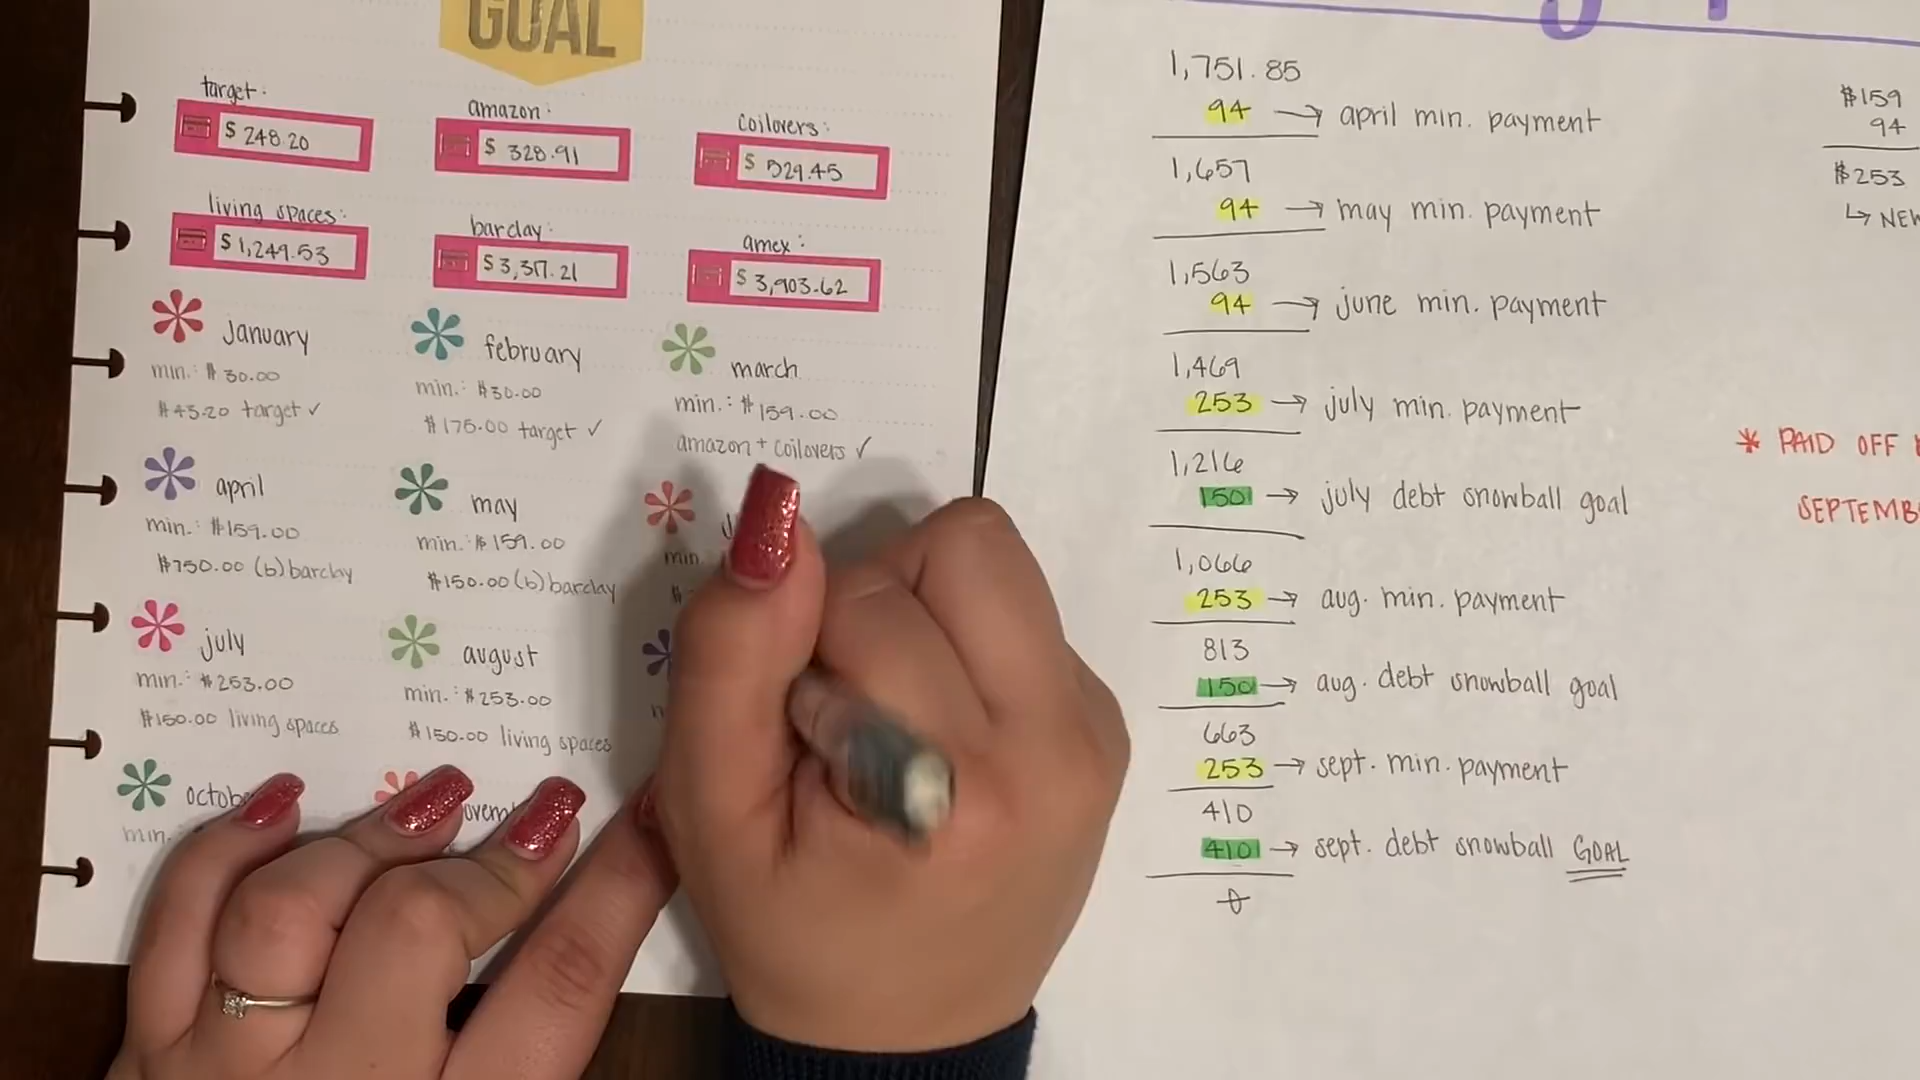 GOAL
target:
$ 248.20
amazon:
$ 328.91
coilovers:
$ 529.45
living spaces:
$ 1,249.53
barclay:
$ 3,317.21
amex:
$ 3,903.62
January
min.: $ 30.00
$43.20 target ✓
february
min.: $30.00
$175.00 target ✓
march
min.: $159.00
amazon + coilovers ✓
april
min.: $159.00
$750.00 (b) barclay
may
min.: $159.00
$150.00 (b) barclay
min.
july
min.: $253.00
$150.00 living spaces
august
min.: $253.00
$150.00 living spaces
min.
1,751.85
94 → april min. payment
1,657
94 → may min. payment
1,563
94 → june min. payment
1,469
253 → july min. payment
1,216
150 → july debt snowball goal
1,066
253 → aug. min. payment
813
150 → aug. debt snowball goal
663
253 → sept. min. payment
410
410 → sept. debt snowball GOAL
0
$159
94
$253
↳ NEW
* PAID OFF